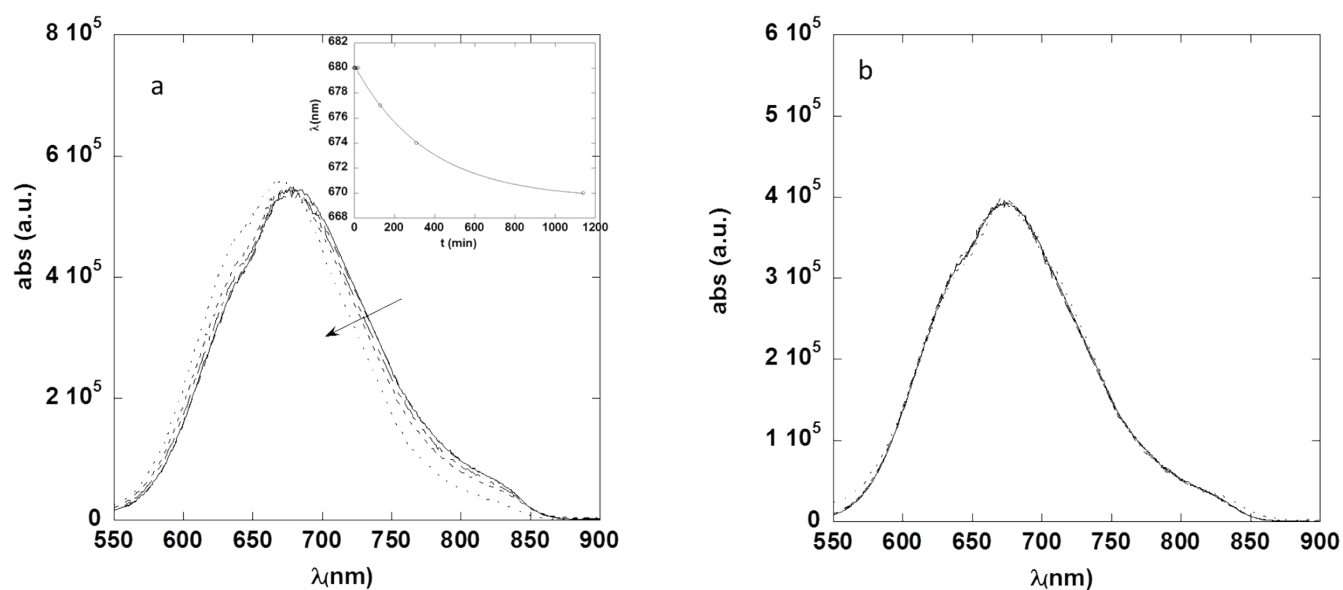 a
8 10⁵
6 10⁵
4 10⁵
2 10⁵
0
abs (a.u.)
550 600 650 700 750 800 850 900
λ(nm)
682
680
678
676
674
672
670
668
λ(nm)
0 200 400 600 800 1000 1200
t (min)
b
6 10⁵
5 10⁵
4 10⁵
3 10⁵
2 10⁵
1 10⁵
0
abs (a.u.)
550 600 650 700 750 800 850 900
λ(nm)